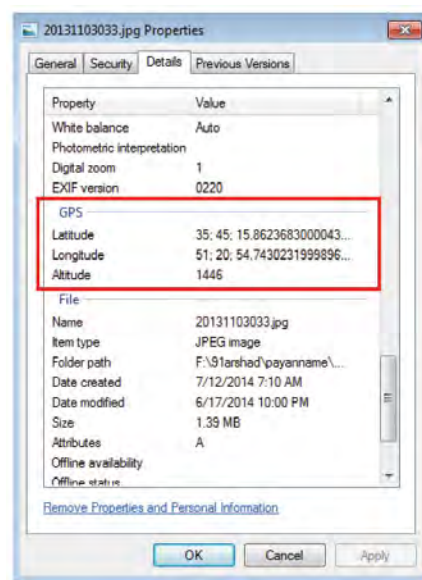 20131103033.jpg Properties
General Security Details Previous Versions
Property Value
White balance Auto
Photometric interpretation
Digital zoom 1
EXIF version 0220
GPS
Latitude 35; 45; 15.8623683000043...
Longitude 51; 20; 54.7430231999896...
Altitude 1446
File
Name 20131103033.jpg
Item type JPEG image
Folder path F:\91arshad\payanname\...
Date created 7/12/2014 7:10 AM
Date modified 6/17/2014 10:00 PM
Size 1.39 MB
Attributes A
Offline availability
Offline status
Remove Properties and Personal Information
OK Cancel Apply